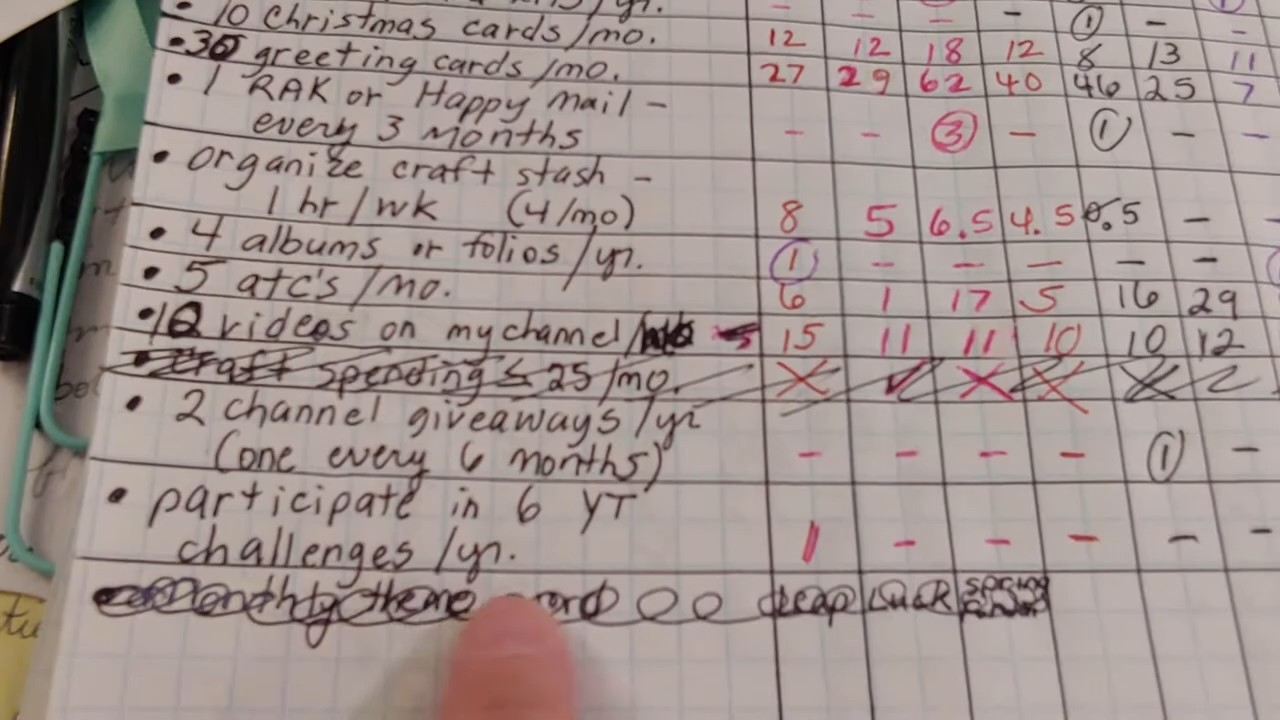 • 10 Christmas cards /mo. 12 12 18 12 8 13 11
• 30 greeting cards /mo. 27 29 62 40 46 25 7
• 1 RAK or Happy Mail -
every 3 months - - 3 - 1 - -
• organize craft stash -
1 hr/wk (4/mo) 8 5 6.5 4.5 8.5 - -
• 4 albums or folios /yr. 1 - - - - -
• 5 atc's /mo. 6 1 17 5 16 29
• 10 videos on my channel/ 15 11 11 10 10 12
• craft spending ≤ 25/mo. X ✓ X X X
• 2 channel giveaways /yr
(one every 6 months) - - - - 1 -
• participate in 6 YT
challenges /yr. 1 - - - - -
Monthly theme leap Luck spring